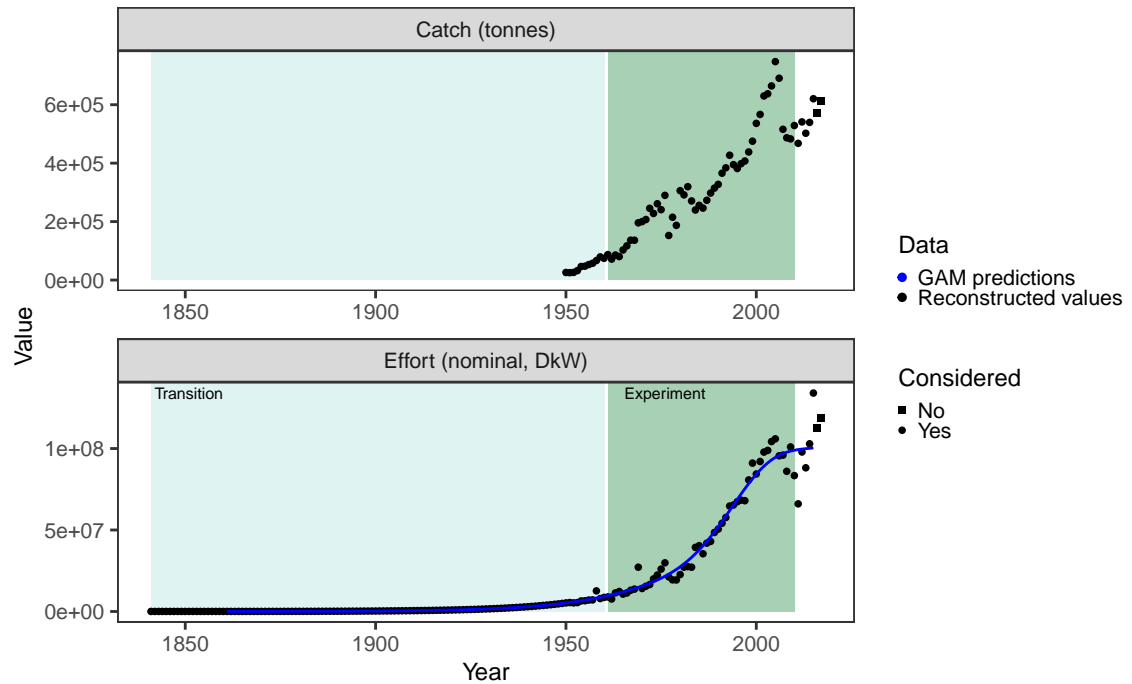 Catch (tonnes)
6e+05
4e+05
2e+05
0e+00
1850 1900 1950 2000
Value
Effort (nominal, DkW)
Transition Experiment
1e+08
5e+07
0e+00
1850 1900 1950 2000
Year
Data
GAM predictions
Reconstructed values
Considered
No
Yes